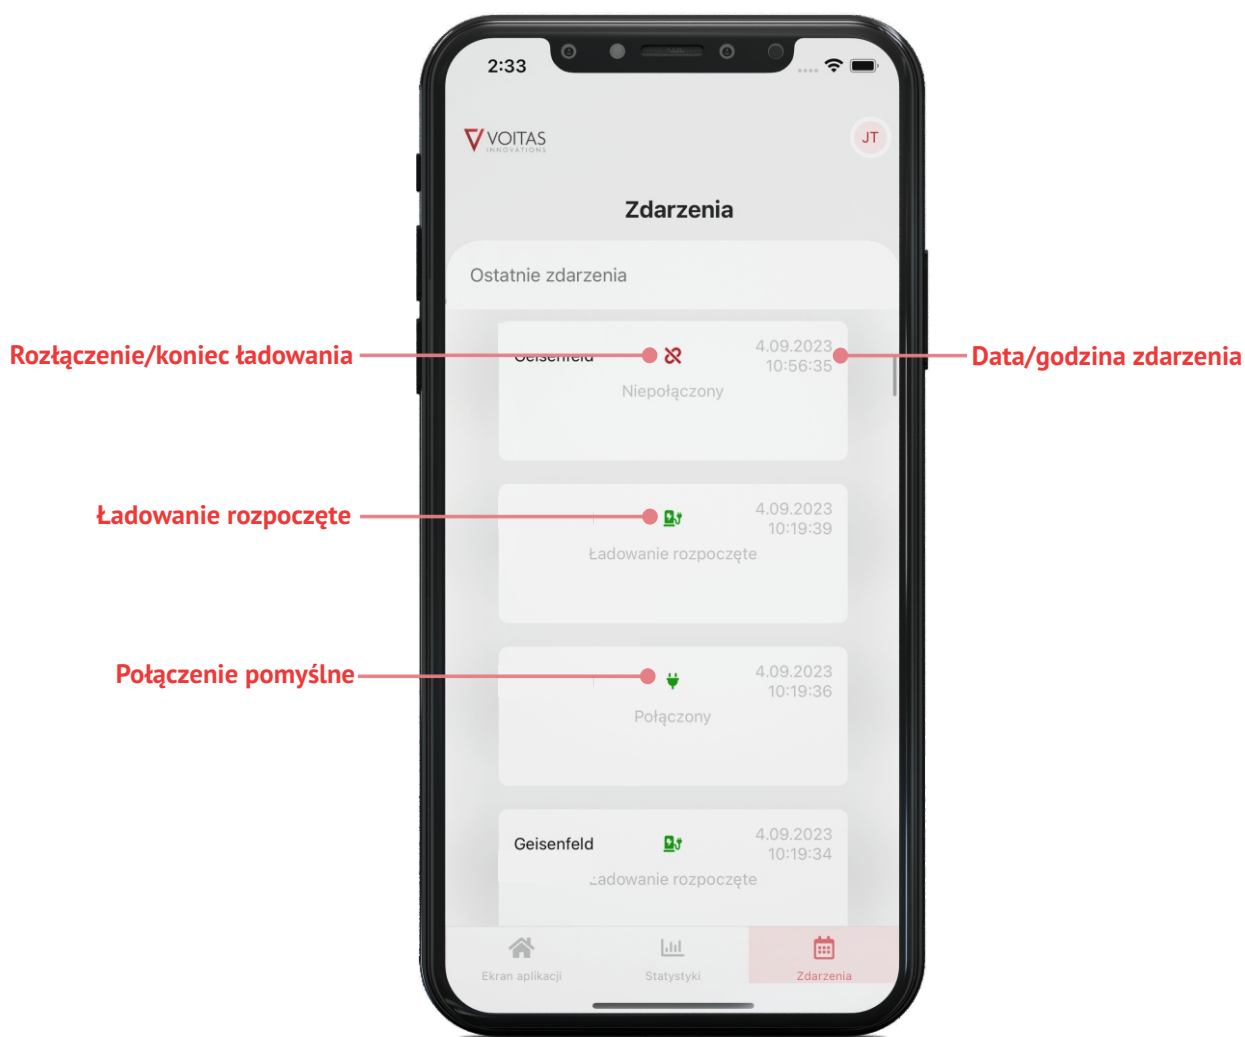 2:33
VOITAS
INNOVATIONS
JT
Zdarzenia
Ostatnie zdarzenia
Rozłączenie/koniec ładowania
Geisenfeld
4.09.2023
10:56:35
Data/godzina zdarzenia
Niepołączony
Ładowanie rozpoczęte
4.09.2023
10:19:39
Ładowanie rozpoczęte
Połączenie pomyślne
4.09.2023
10:19:36
Połączony
Geisenfeld
4.09.2023
10:19:34
Ładowanie rozpoczęte
Ekran aplikacji
Statystyki
Zdarzenia